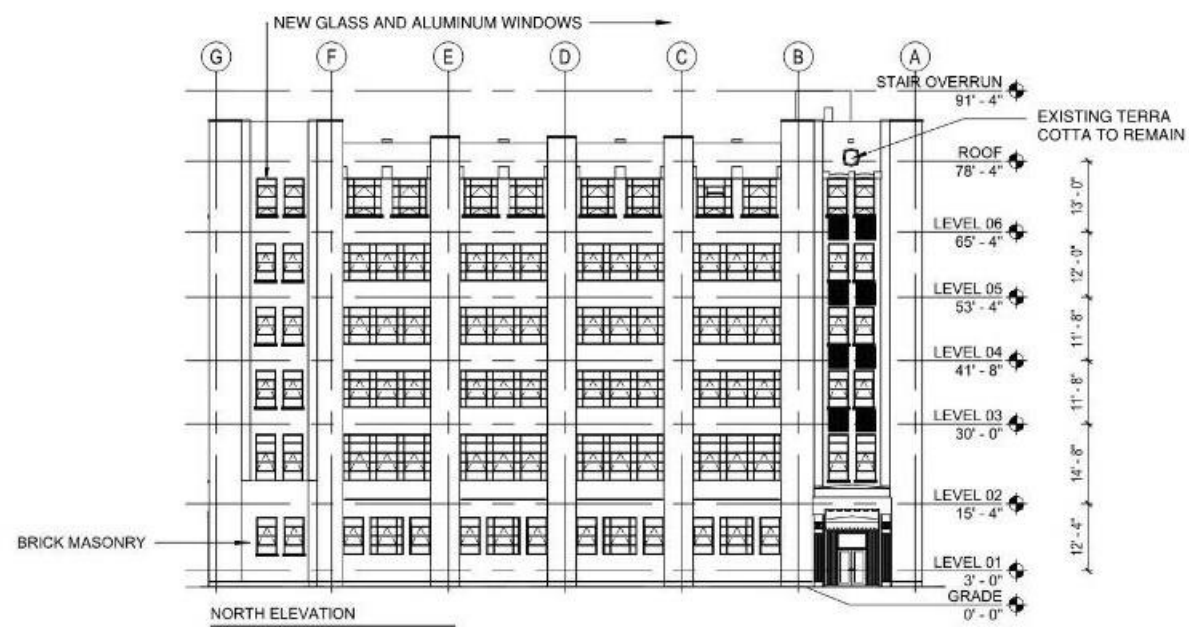 NEW GLASS AND ALUMINUM WINDOWS
G
F
E
D
C
B
A
STAIR OVERRUN
91' - 4"
EXISTING TERRA
COTTA TO REMAIN
ROOF
78' - 4"
13' - 0"
LEVEL 06
65' - 4"
12' - 0"
LEVEL 05
53' - 4"
11' - 8"
LEVEL 04
41' - 8"
11' - 8"
LEVEL 03
30' - 0"
14' - 8"
LEVEL 02
15' - 4"
BRICK MASONRY
12' - 4"
LEVEL 01
3' - 0"
GRADE
0' - 0"
NORTH ELEVATION